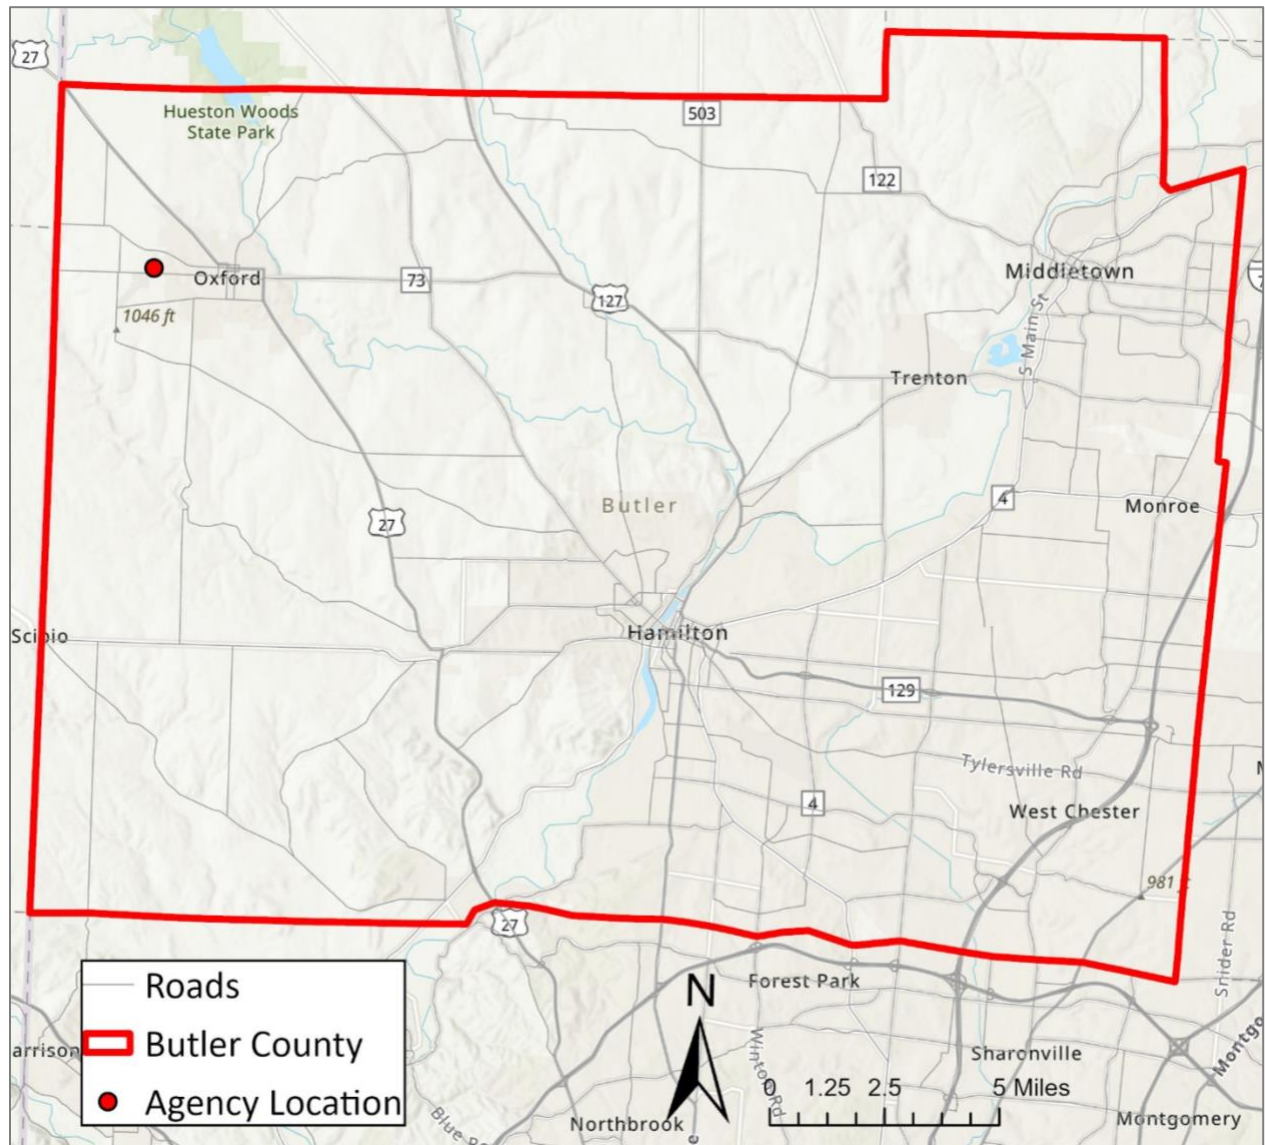 27
Hueston Woods
State Park
503
122
Oxford
73
127
Middletown
1046 ft
S Main St
Trenton
Butler
4
Monroe
27
Scipio
Hamilton
129
Tylersville Rd
4
West Chester
981
27
Snider Rd
Forest Park
Roads
N
Butler County
arrison
Winton Rd
Sharonville
Montgo
0 1.25 2.5 5 Miles
Agency Location
Northbrook
Montgomery